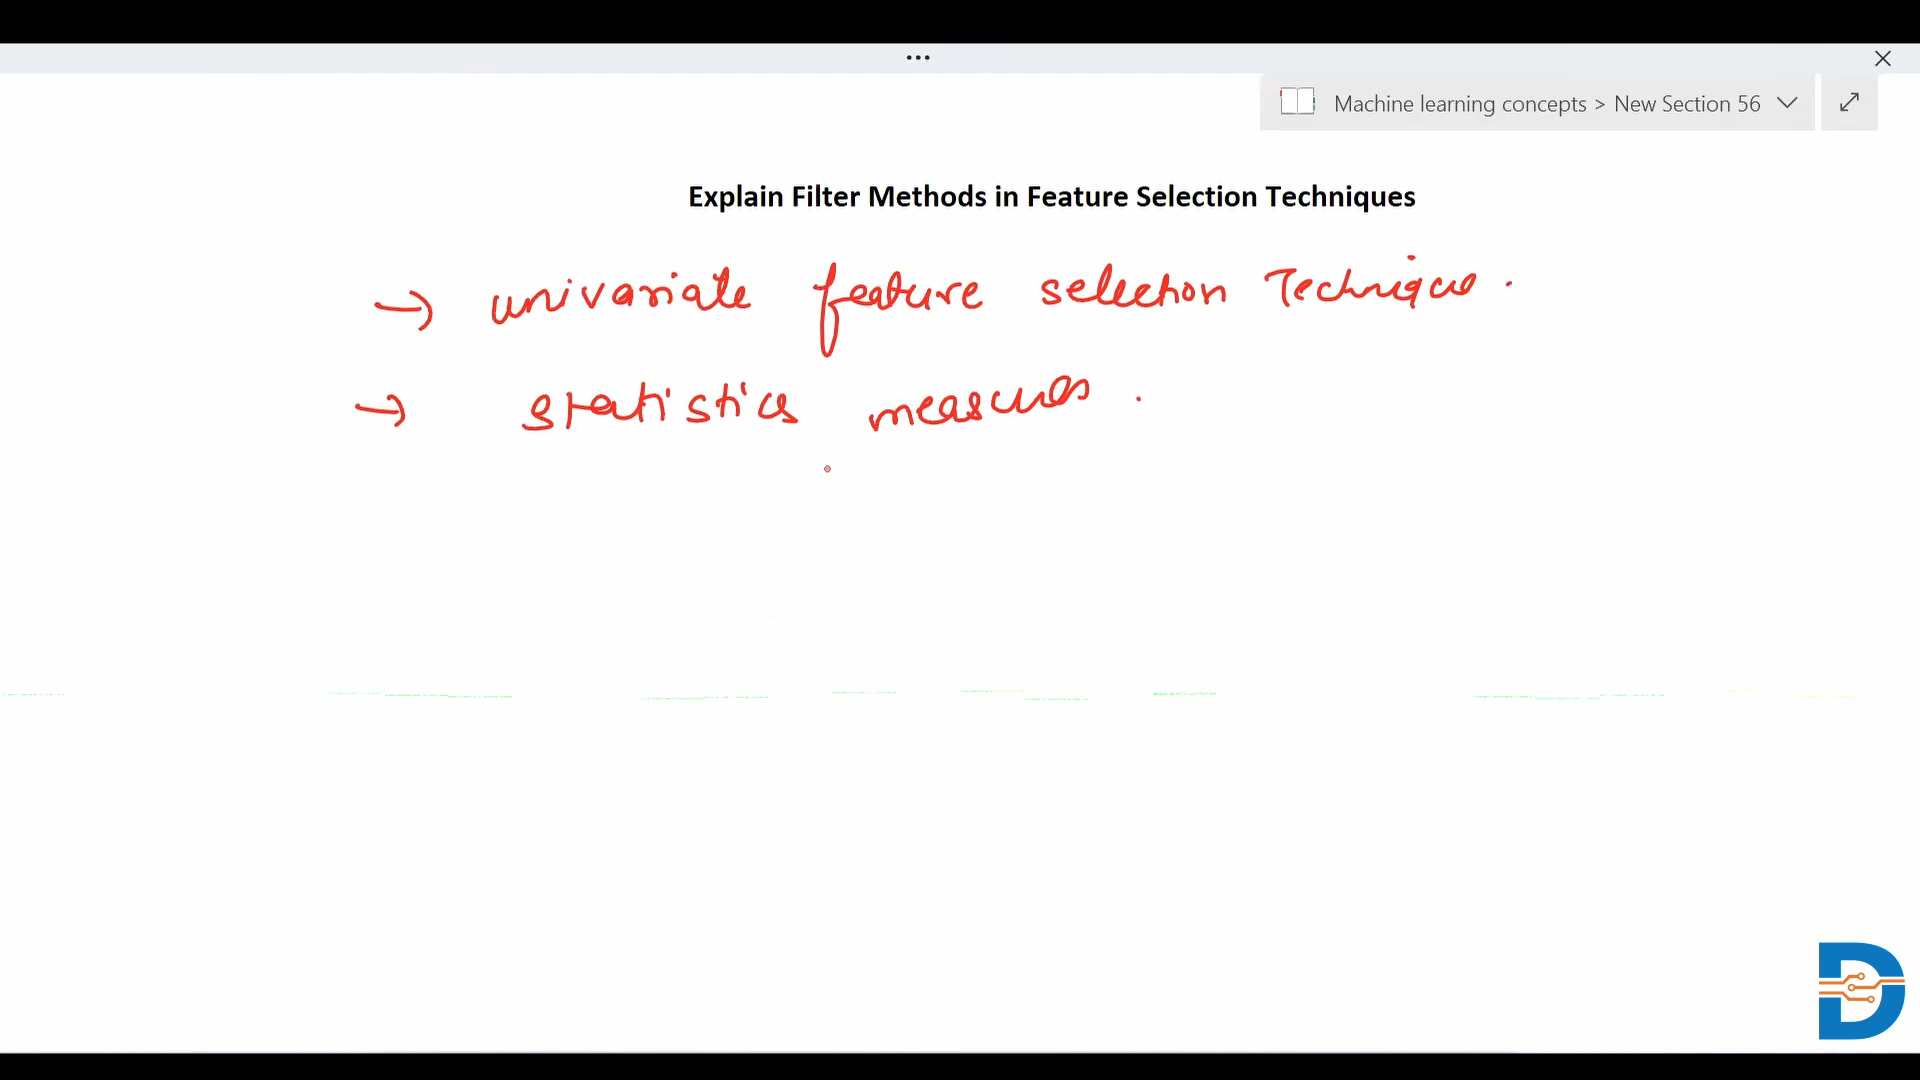 Machine learning concepts > New Section 56
Explain Filter Methods in Feature Selection Techniques
→ univariate feature selection Technique.
→ statistics measures.